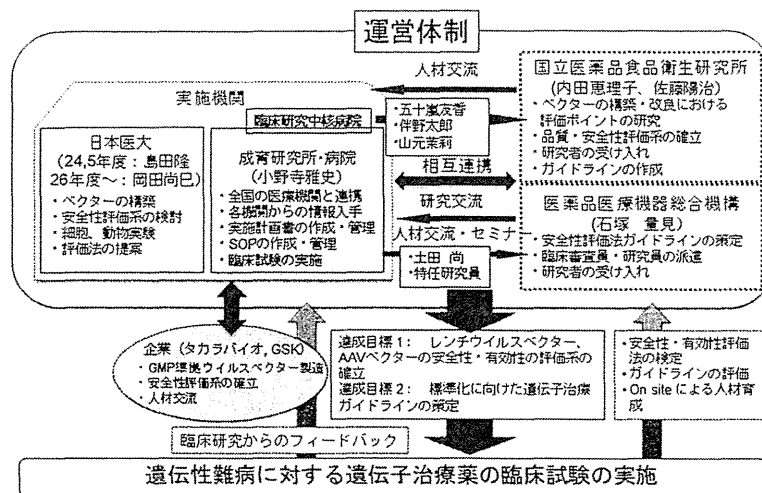 運営体制
実施機関
臨床研究中核病院
日本医大
(24,5年度:島田隆
26年度~:岡田尚巳)
・ベクターの構築
・安全性評価系の検討
・細胞、動物実験
・評価法の提案
成育研究所・病院
(小野寺雅史)
・全国の医療機関と連携
・各機関からの情報入手
・実施計画書の作成・管理
・SOPの作成・管理
・臨床試験の実施
人材交流
・五十嵐友香
・伴野太郎
・山元茉莉
相互連携
研究交流
人材交流・セミナー
・土田 尚
・特任研究員
国立医薬品食品衛生研究所
(内田恵理子、佐藤陽治)
・ベクターの構築・改良における
評価ポイントの研究
・品質・安全性評価系の確立
・研究者の受け入れ
・ガイドラインの作成
医薬品医療機器総合機構
(石塚 量見)
・安全性評価法ガイドラインの策定
・臨床審査員・研究員の派遣
・研究者の受け入れ
企業(タカラバイオ, GSK)
・GMP準拠ウイルスベクター製造
・安全性評価系の確立
・人材交流
達成目標1: レンチウイルスベクター、
AAVベクターの安全性・有効性の評価系の
確立
達成目標2: 標準化に向けた遺伝子治療
ガイドラインの策定
・安全性・有効性評価
法の検定
・ガイドラインの評価
・On siteによる人材育
成
臨床研究からのフィードバック
遺伝性難病に対する遺伝子治療薬の臨床試験の実施